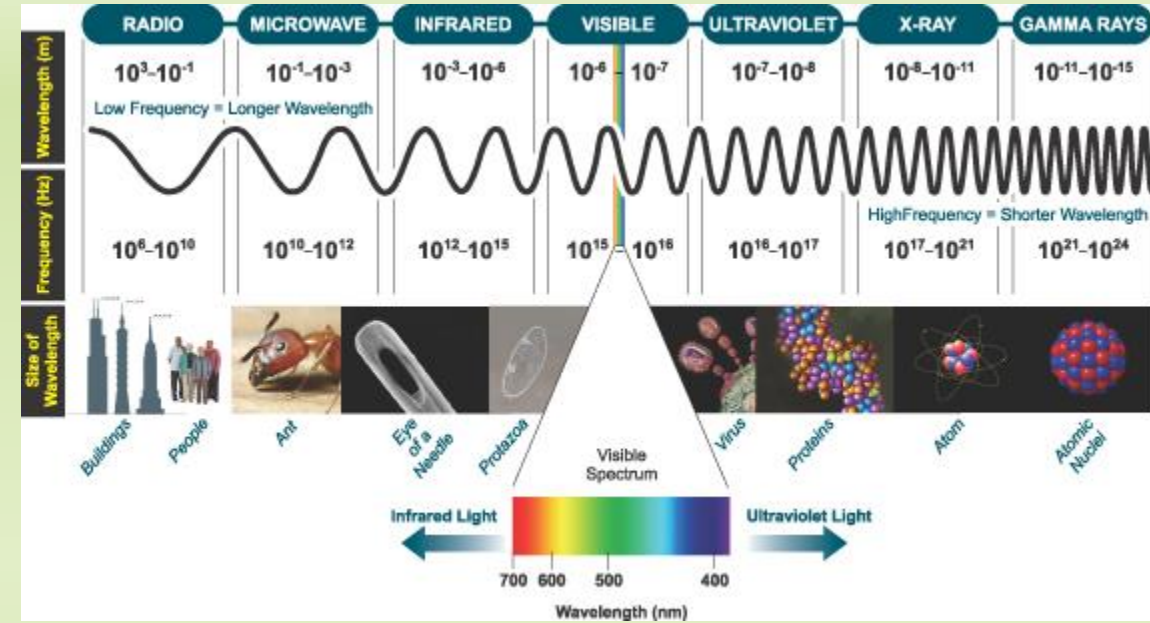 RADIO
MICROWAVE
INFRARED
VISIBLE
ULTRAVIOLET
X-RAY
GAMMA RAYS
Wavelength (m)
10³–10⁻¹
10⁻¹–10⁻³
10⁻³–10⁻⁶
10⁻⁶ – 10⁻⁷
10⁻⁷–10⁻⁸
10⁻⁸–10⁻¹¹
10⁻¹¹–10⁻¹⁵
Low Frequency = Longer Wavelength
HighFrequency = Shorter Wavelength
Frequency (Hz)
10⁶–10¹⁰
10¹⁰–10¹²
10¹²–10¹⁵
10¹⁵ – 10¹⁶
10¹⁶–10¹⁷
10¹⁷–10²¹
10²¹–10²⁴
Size of
Wavelength
Buildings
People
Ant
Eye
of a
Needle
Protazoa
Virus
Proteins
Atom
Atomic
Nuclei
Visible
Spectrum
Infrared Light
Ultraviolet Light
700 600 500 400
Wavelength (nm)